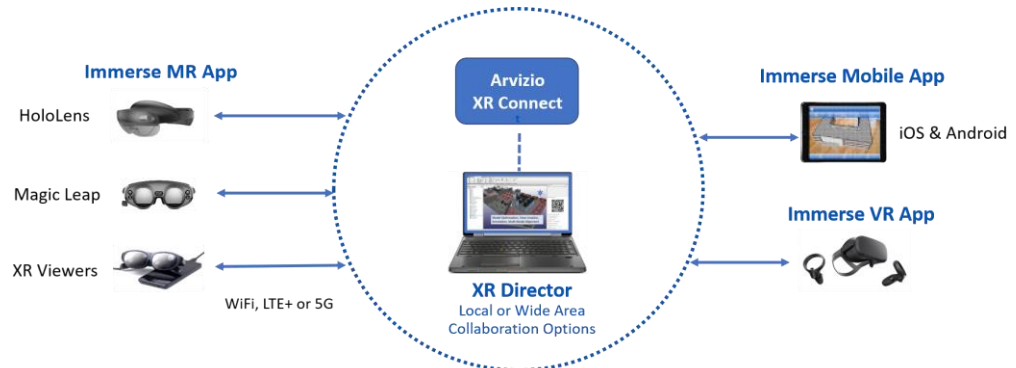 Immerse MR App
HoloLens
Magic Leap
XR Viewers
WiFi, LTE+ or 5G
Arvizio
XR Connect
t
XR Director
Local or Wide Area
Collaboration Options
Immerse Mobile App
iOS & Android
Immerse VR App